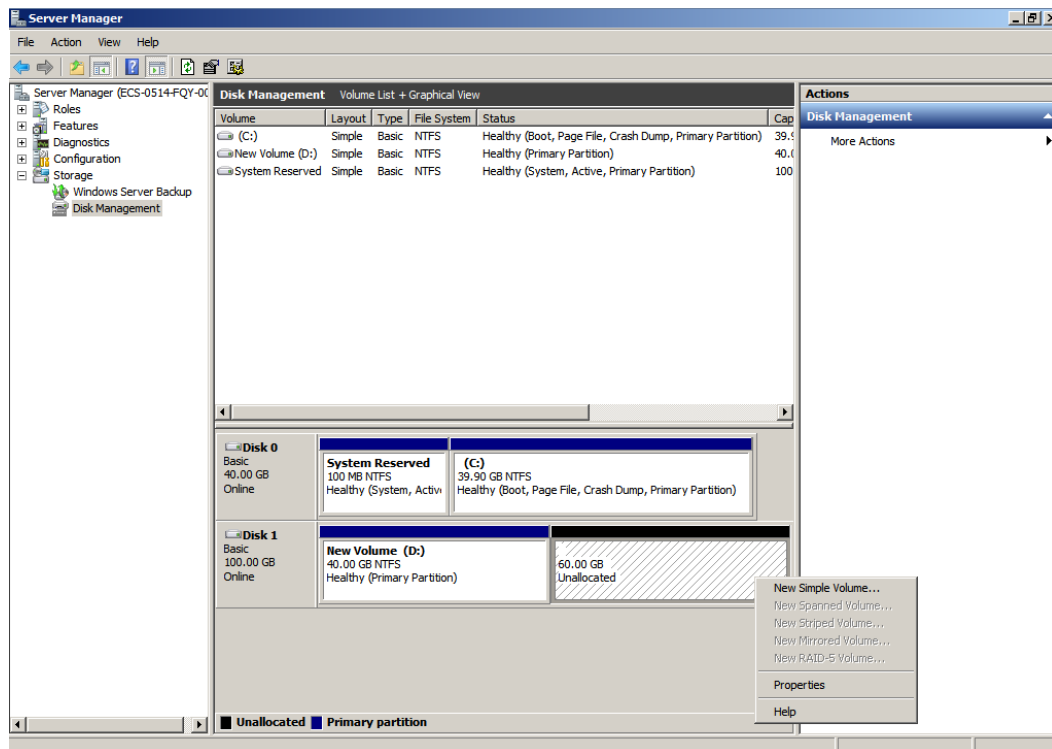 Server Manager
File Action View Help
Server Manager (ECS-0514-FQY-00
Roles
Features
Diagnostics
Configuration
Storage
Windows Server Backup
Disk Management
Disk Management Volume List + Graphical View
Volume Layout Type File System Status Cap
(C:) Simple Basic NTFS Healthy (Boot, Page File, Crash Dump, Primary Partition) 39.9
New Volume (D:) Simple Basic NTFS Healthy (Primary Partition) 40.0
System Reserved Simple Basic NTFS Healthy (System, Active, Primary Partition) 100
Disk 0
Basic
40.00 GB
Online
System Reserved
100 MB NTFS
Healthy (System, Active
(C:)
39.90 GB NTFS
Healthy (Boot, Page File, Crash Dump, Primary Partition)
Disk 1
Basic
100.00 GB
Online
New Volume (D:)
40.00 GB NTFS
Healthy (Primary Partition)
60.00 GB
Unallocated
Unallocated Primary partition
Actions
Disk Management
More Actions
New Simple Volume...
New Spanned Volume...
New Striped Volume...
New Mirrored Volume...
New RAID-5 Volume...
Properties
Help